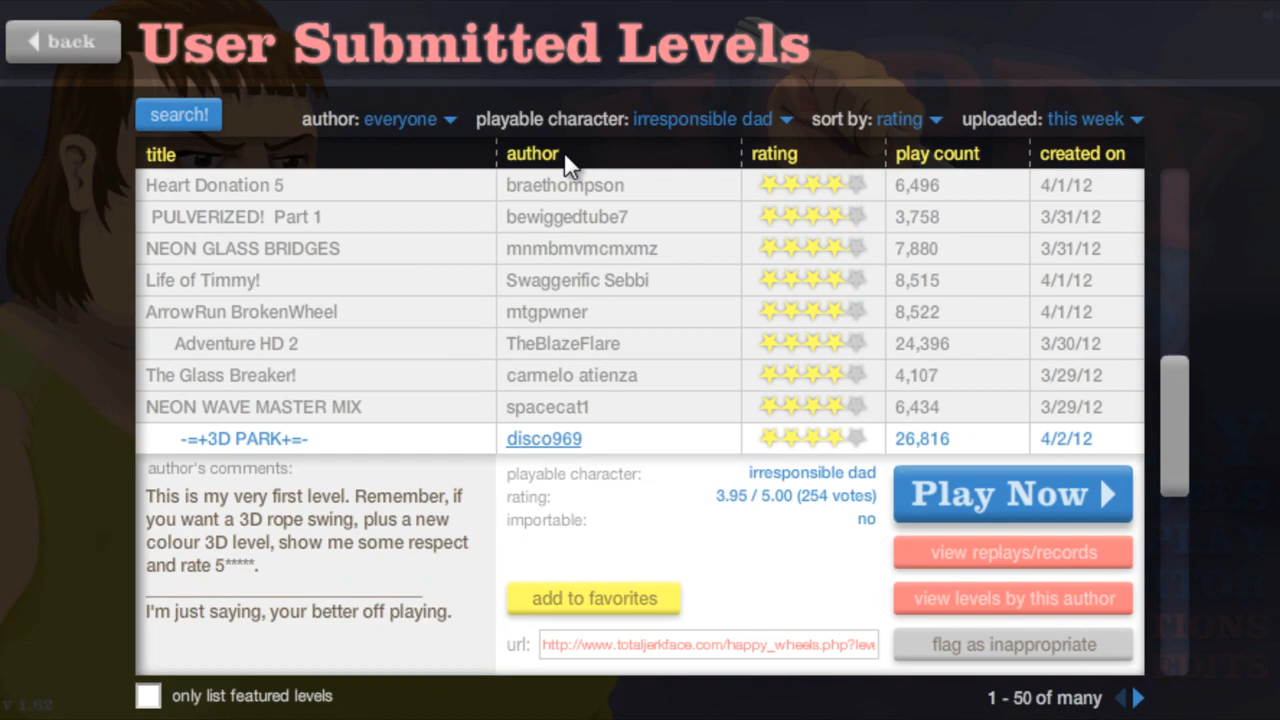 back
User Submitted Levels
search! author: everyone playable character: irresponsible dad sort by: rating uploaded: this week
title author rating play count created on
Heart Donation 5 braethompson 6,496 4/1/12
PULVERIZED! Part 1 bewiggedtube7 3,758 3/31/12
NEON GLASS BRIDGES mnmbmvmcmxmz 7,880 3/31/12
Life of Timmy! Swaggerific Sebbi 8,515 4/1/12
ArrowRun BrokenWheel mtgpwner 8,522 4/1/12
Adventure HD 2 TheBlazeFlare 24,396 3/30/12
The Glass Breaker! carmelo atienza 4,107 3/29/12
NEON WAVE MASTER MIX spacecat1 6,434 3/29/12
-=+3D PARK+=- disco969 26,816 4/2/12
author's comments:
This is my very first level. Remember, if
you want a 3D rope swing, plus a new
colour 3D level, show me some respect
and rate 5*****.
I'm just saying, your better off playing.
playable character: irresponsible dad
rating: 3.95 / 5.00 (254 votes)
importable: no
add to favorites
url: http://www.totaljerkface.com/happy_wheels.php?leve
Play Now
view replays/records
view levels by this author
flag as inappropriate
only list featured levels
1 - 50 of many
v 1.62